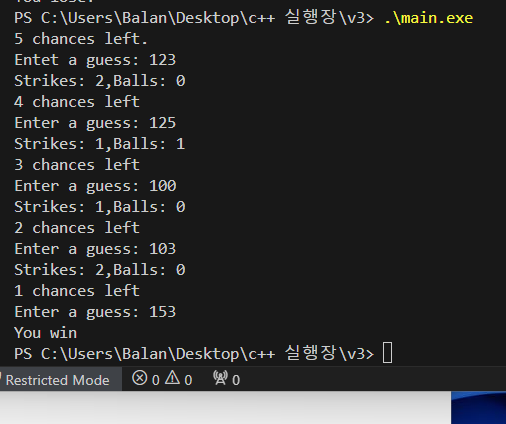 You lose.
PS C:\Users\Balan\Desktop\c++ 실행장\v3> .\main.exe
5 chances left.
Entet a guess: 123
Strikes: 2,Balls: 0
4 chances left
Enter a guess: 125
Strikes: 1,Balls: 1
3 chances left
Enter a guess: 100
Strikes: 1,Balls: 0
2 chances left
Enter a guess: 103
Strikes: 2,Balls: 0
1 chances left
Enter a guess: 153
You win
PS C:\Users\Balan\Desktop\c++ 실행장\v3>
Restricted Mode 0 0 0